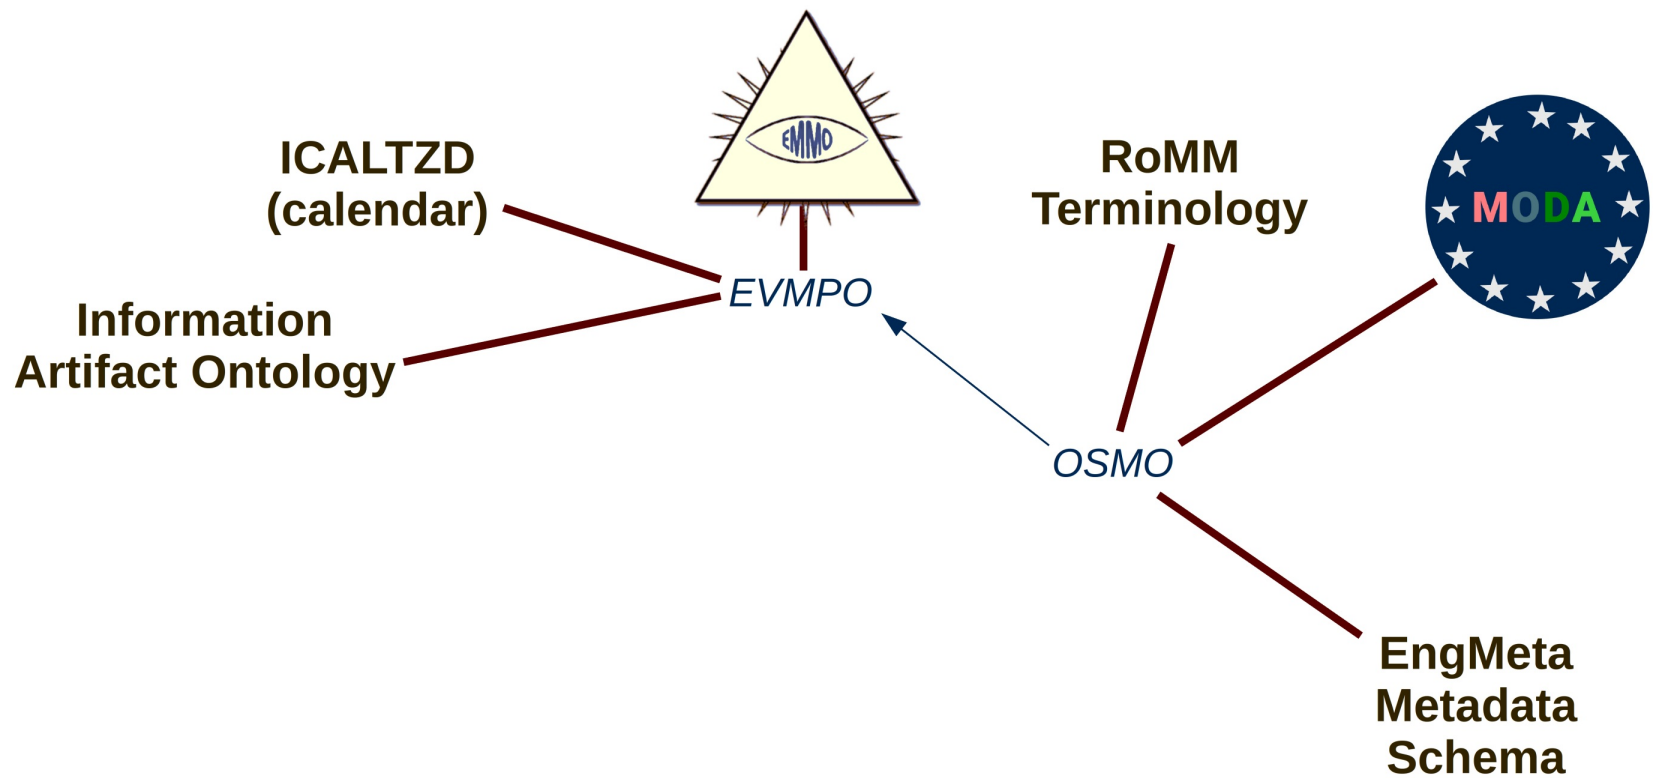 EMMO
ICALTZD
(calendar)
RoMM
Terminology
MODA
EVMPO
Information
Artifact Ontology
OSMO
EngMeta
Metadata
Schema